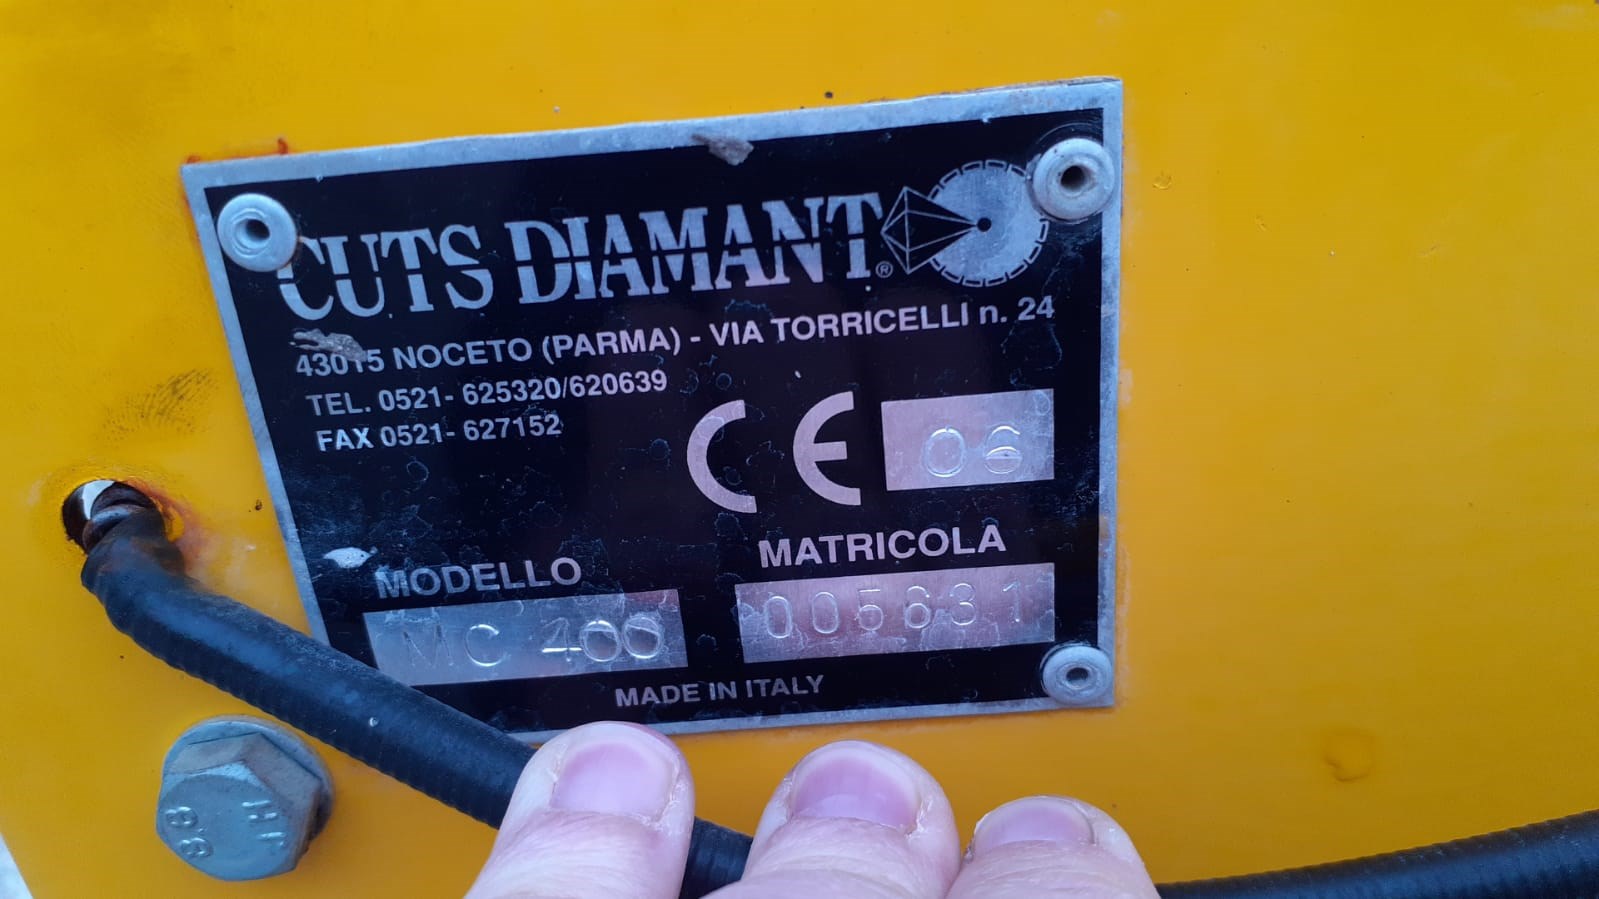 CUTS DIAMANT®
43015 NOCETO (PARMA) - VIA TORRICELLI n. 24
TEL. 0521- 625320/620639
FAX 0521- 627152
CE 06
MODELLO MATRICOLA
MC 400 005631
MADE IN ITALY
8.8